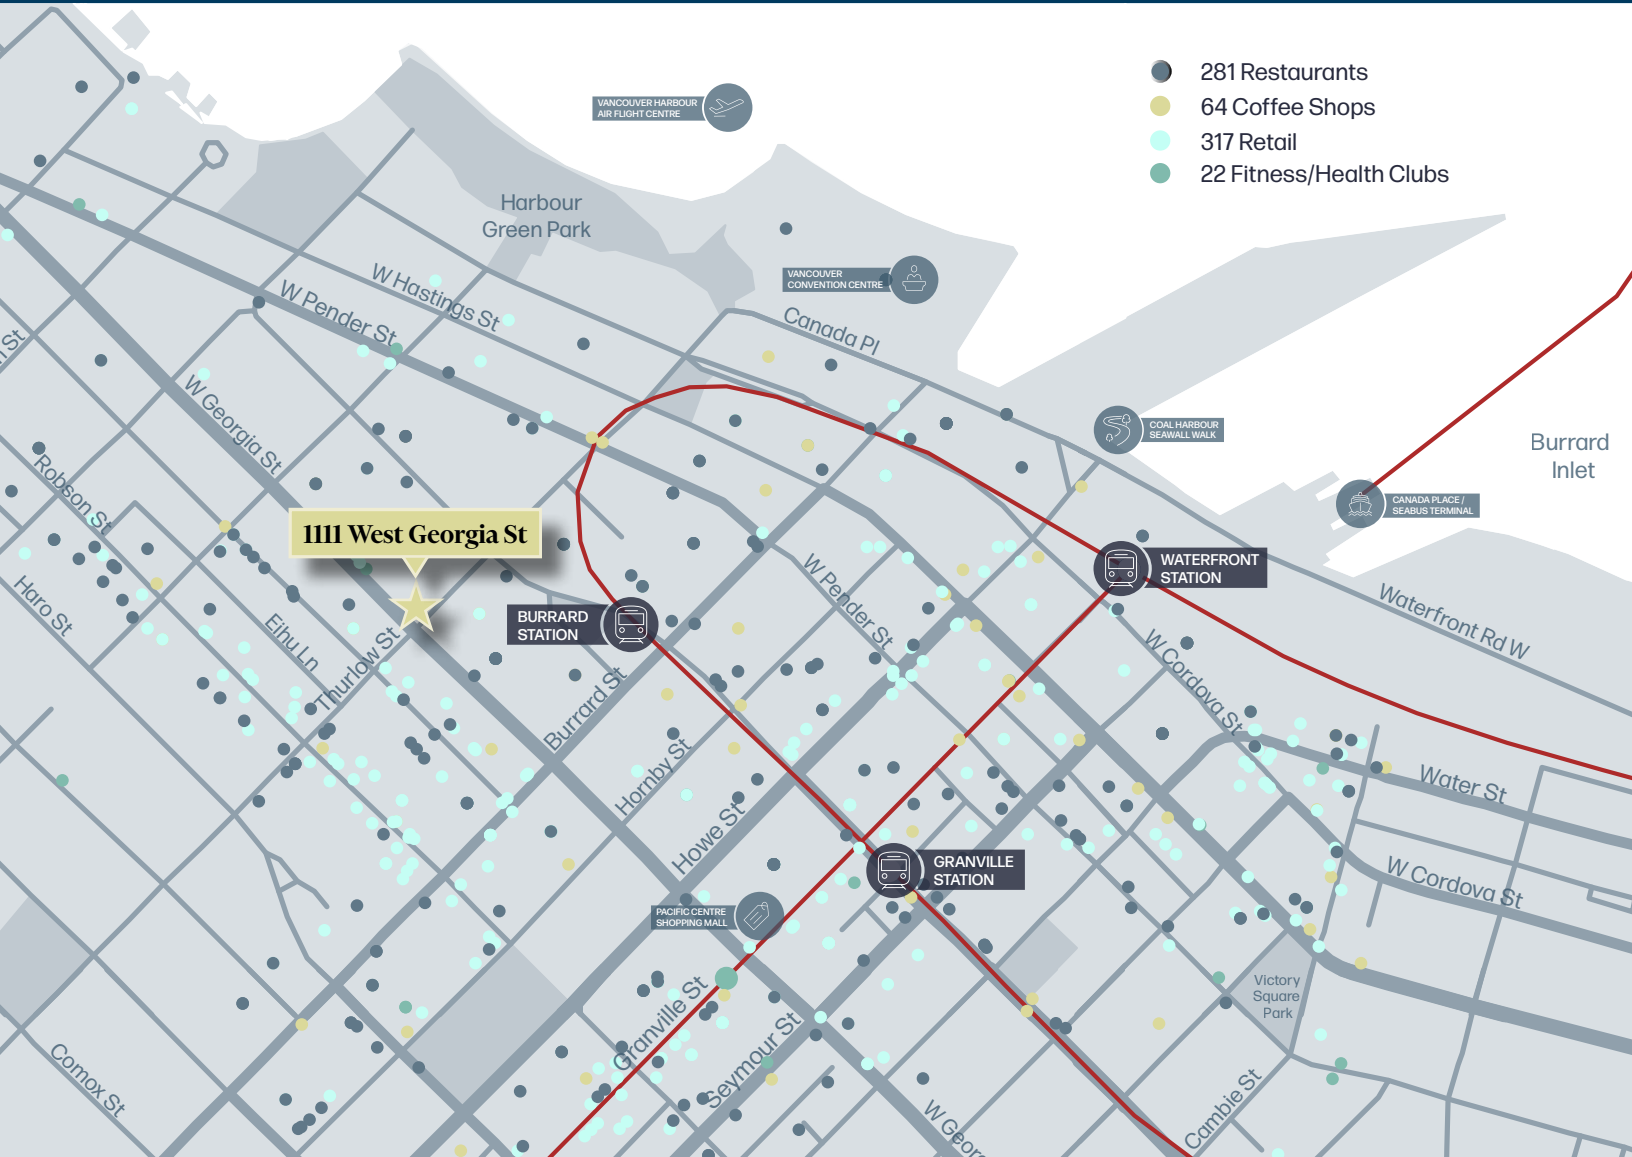 281 Restaurants
64 Coffee Shops
317 Retail
22 Fitness/Health Clubs
VANCOUVER HARBOUR
AIR FLIGHT CENTRE
Harbour
Green Park
VANCOUVER
CONVENTION CENTRE
W Hastings St
W Pender St
Canada Pl
COAL HARBOUR
SEAWALL WALK
Burrard
Inlet
CANADA PLACE /
SEABUS TERMINAL
W Georgia St
Robson St
1111 West Georgia St
WATERFRONT
STATION
BURRARD
STATION
W Pender St
Waterfront Rd W
Haro St
Eihu Ln
Thurlow St
W Cordova St
Burrard St
Hornby St
Howe St
Water St
W Cordova St
GRANVILLE
STATION
PACIFIC CENTRE
SHOPPING MALL
Victory
Square
Park
Granville St
Seymour St
Comox St
Cambie St